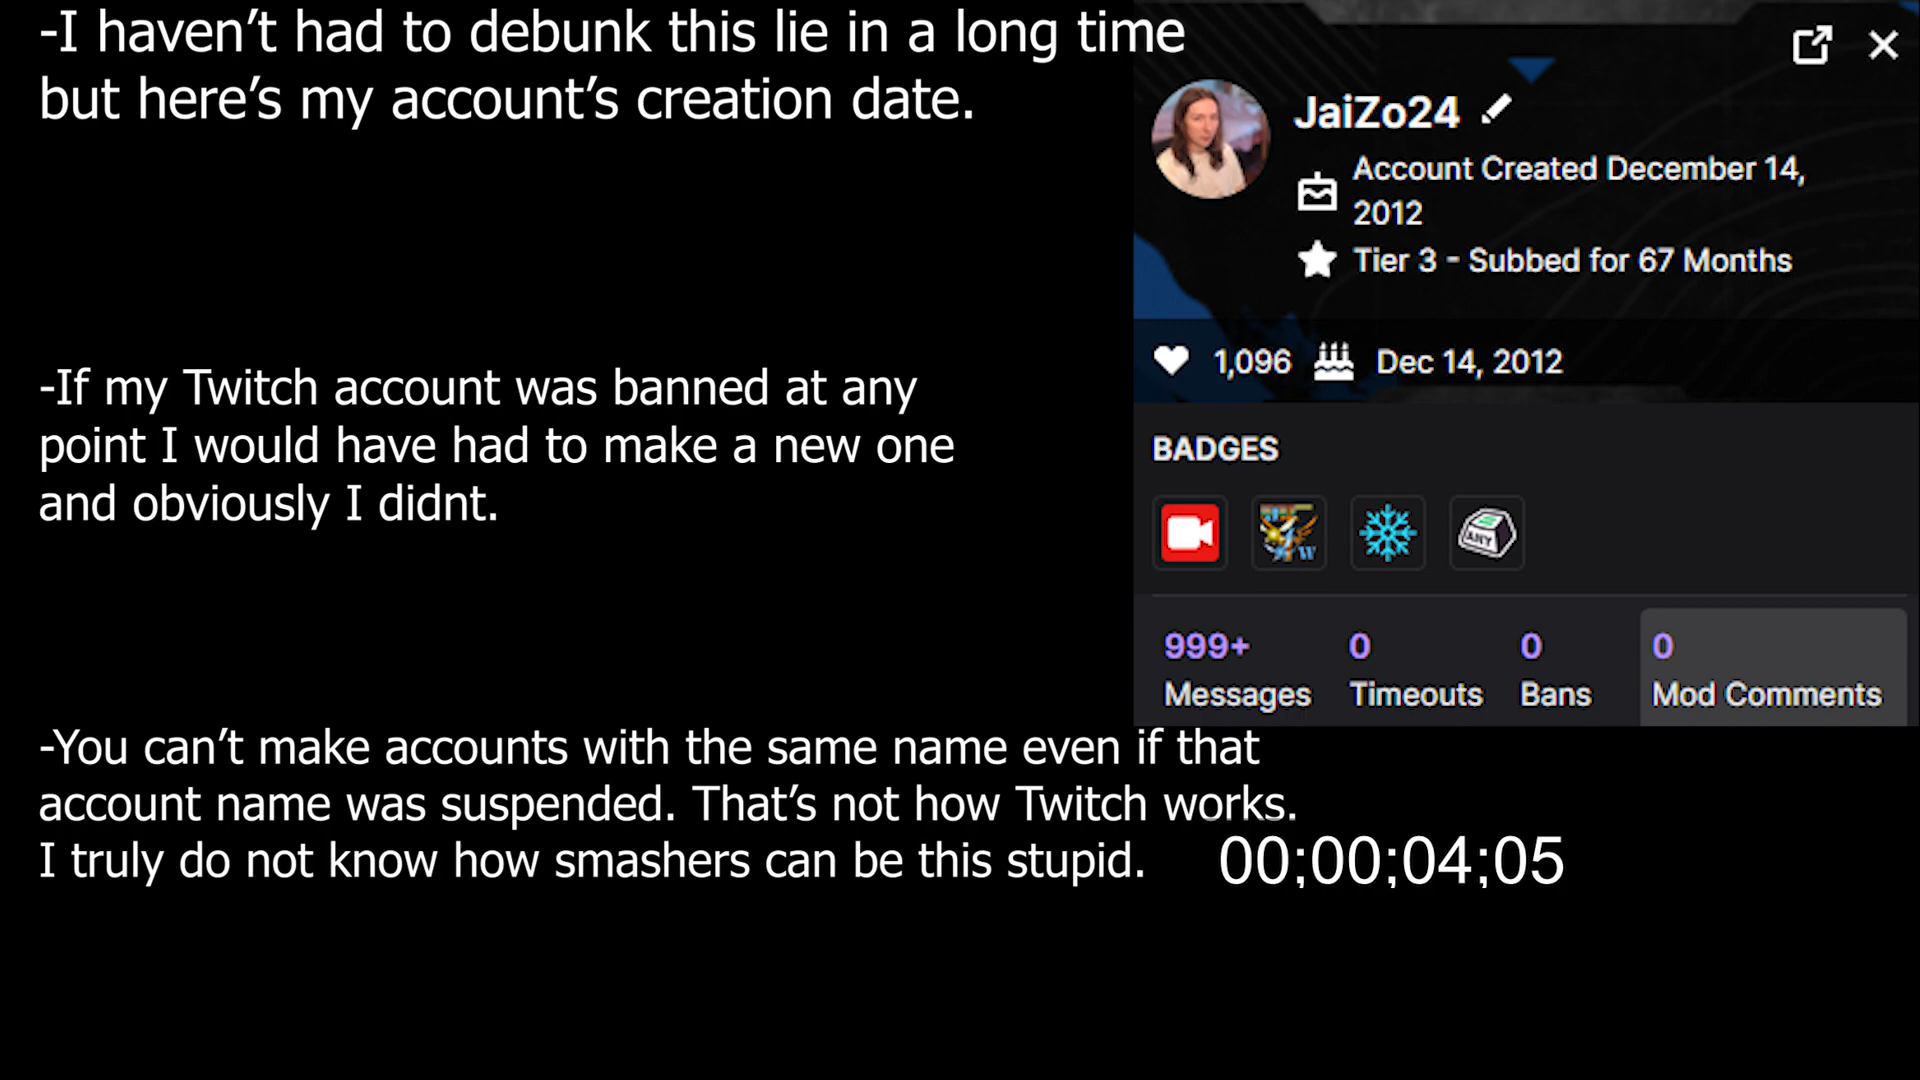 -I haven't had to debunk this lie in a long time
but here's my account's creation date.
JaiZo24
Account Created December 14,
2012
Tier 3 - Subbed for 67 Months
1,096 Dec 14, 2012
-If my Twitch account was banned at any
point I would have had to make a new one
and obviously I didnt.
BADGES
W
ANY
999+ 0 0 0
Messages Timeouts Bans Mod Comments
-You can't make accounts with the same name even if that
account name was suspended. That's not how Twitch works.
I truly do not know how smashers can be this stupid.
00;00;04;05